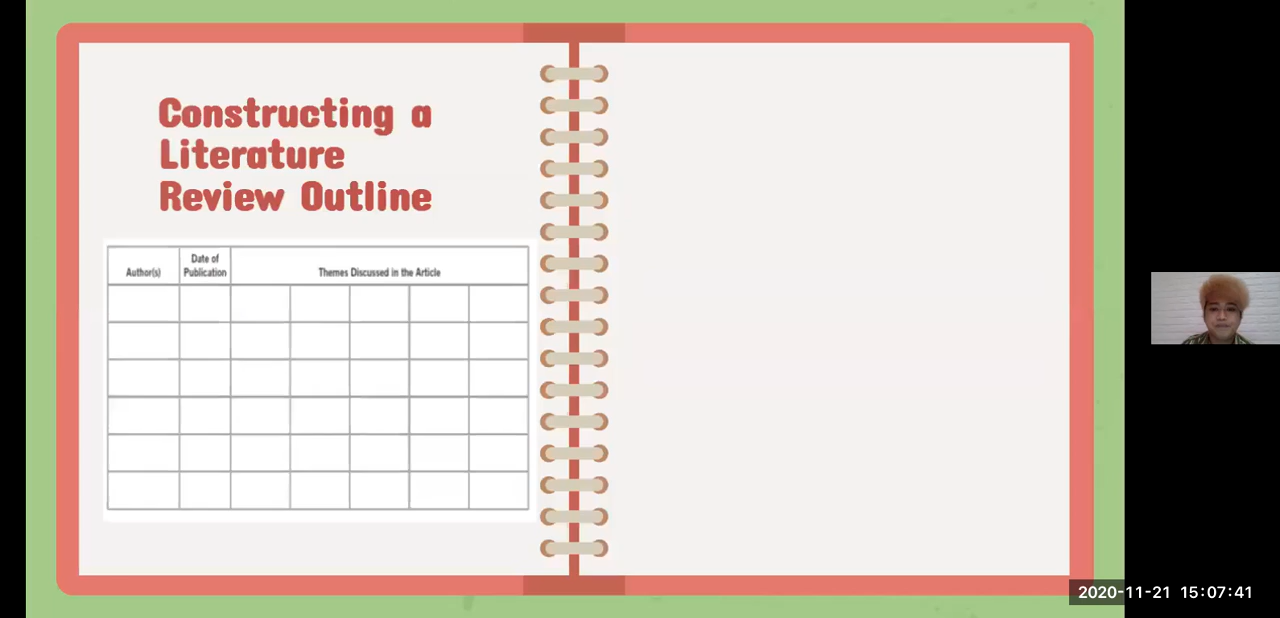 Constructing a
Literature
Review Outline
Author(s)
Date of
Publication
Themes Discussed in the Article
2020-11-21 15:07:41